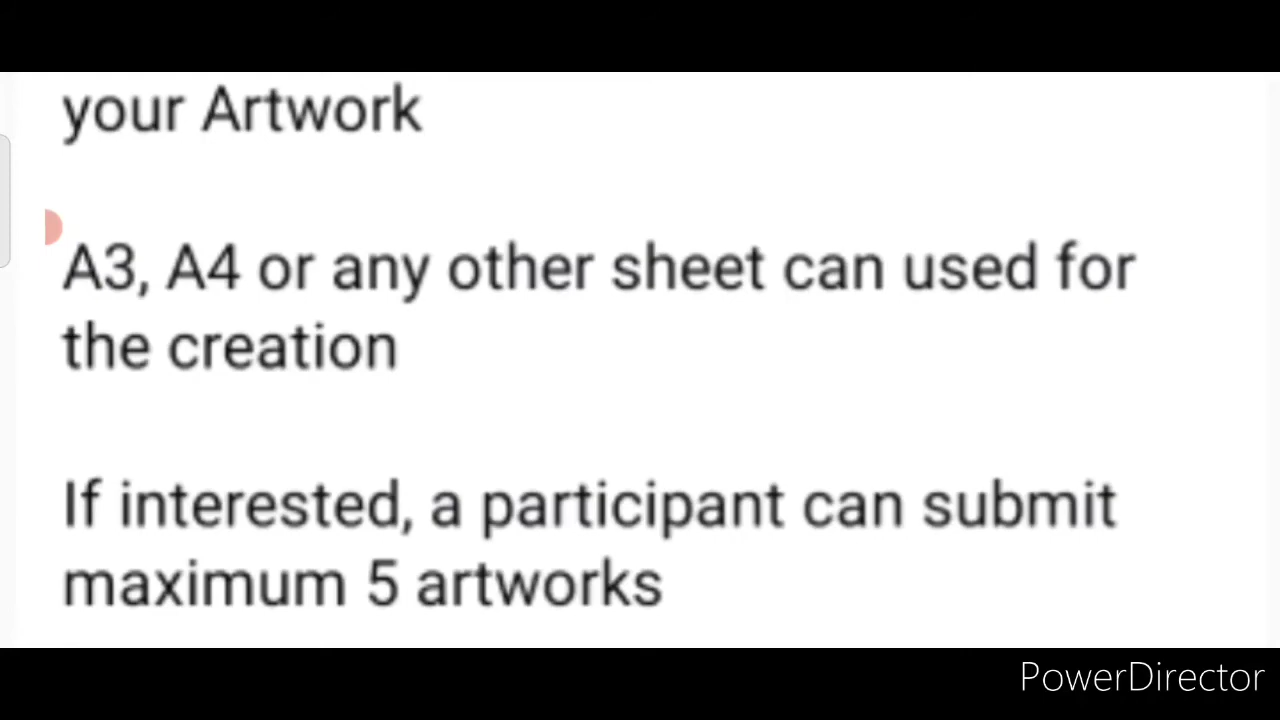 your Artwork
A3, A4 or any other sheet can used for
the creation
If interested, a participant can submit
maximum 5 artworks
PowerDirector